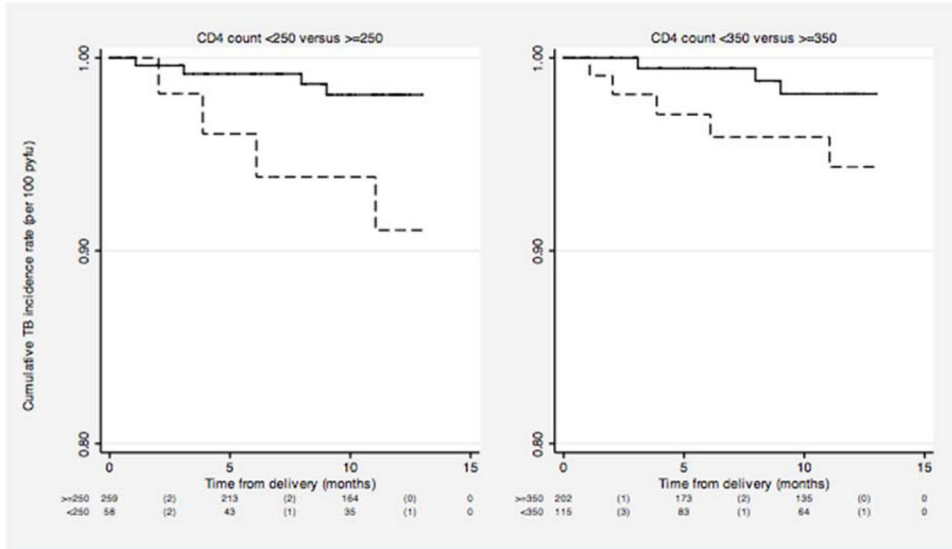 CD4 count <250 versus >=250
CD4 count <350 versus >=350
Cumulative TB incidence rate (per 100 pyfu)
1.00
0.90
0.80
0 5 10 15
Time from delivery (months)
>=250 259 (2) 213 (2) 164 (0) 0
<250 58 (2) 43 (1) 35 (1) 0
1.00
0.90
0.80
0 5 10 15
Time from delivery (months)
>=350 202 (1) 173 (2) 135 (0) 0
<350 115 (3) 83 (1) 64 (1) 0